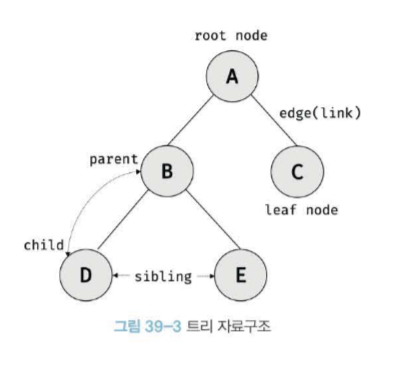 root node
A
edge(link)
parent
B
C
leaf node
child
D
sibling
E
그림 39-3 트리 자료구조